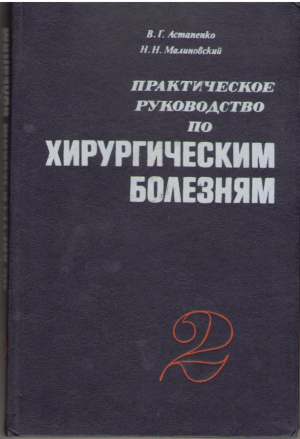 В. Г. Астапенко
Н. Н. Малиновский
ПРАКТИЧЕСКОЕ
РУКОВОДСТВО
ПО
ХИРУРГИЧЕСКИМ
БОЛЕЗНЯМ
2